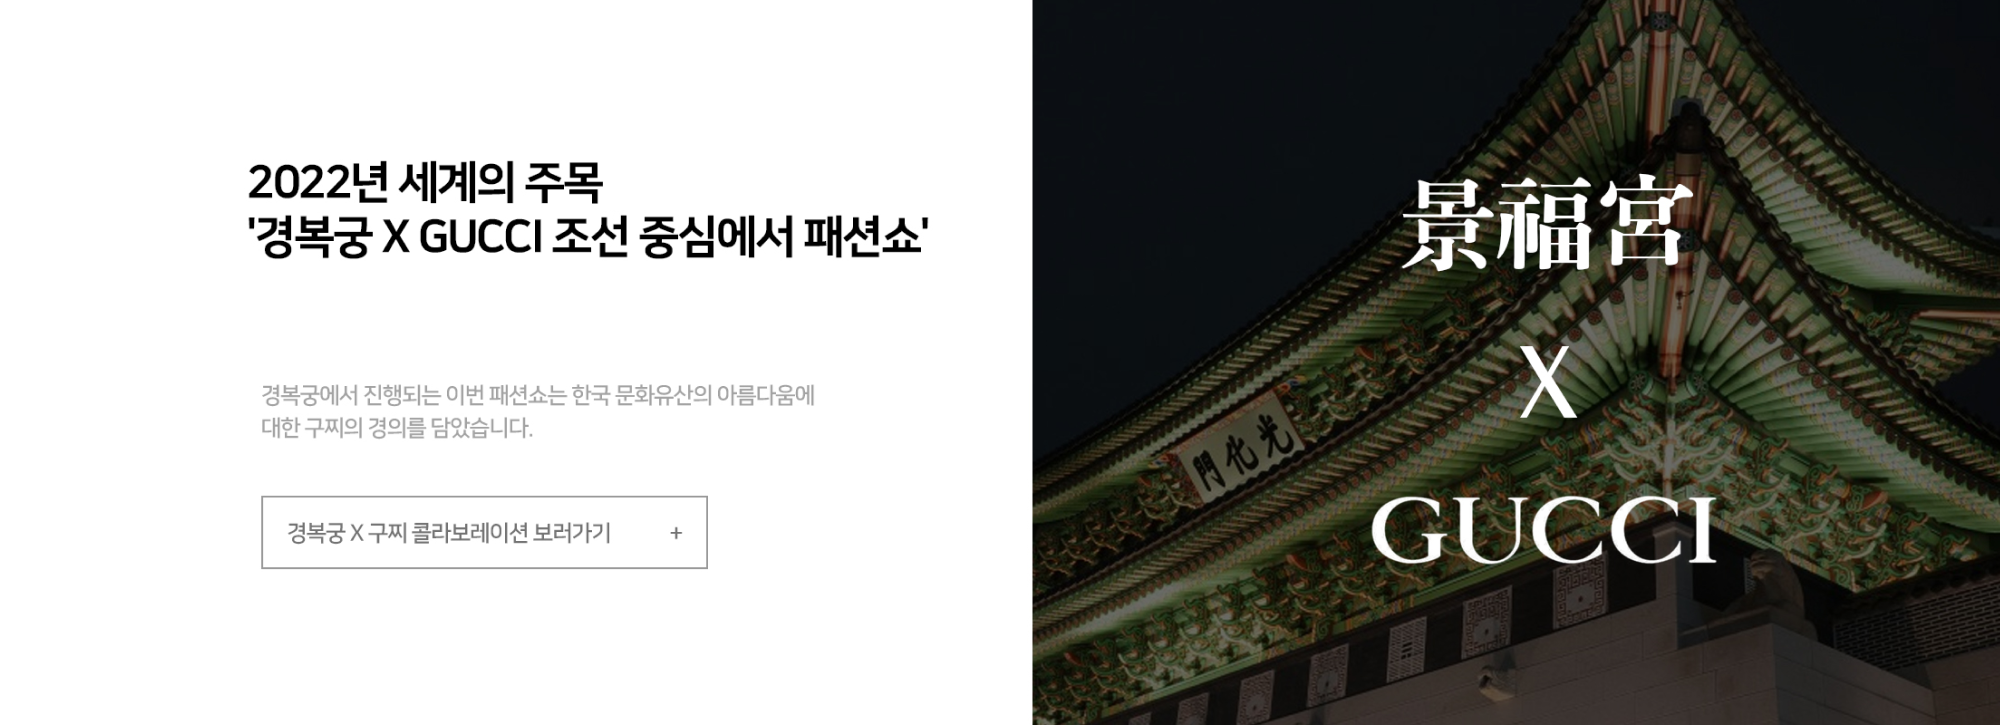 2022년 세계의 주목
'경복궁 X GUCCI 조선 중심에서 패션쇼'
경복궁에서 진행되는 이번 패션쇼는 한국 문화유산의 아름다움에
대한 구찌의 경의를 담았습니다.
경복궁 X 구찌 콜라보레이션 보러가기 +
景福宮
X
GUCCI
門化光